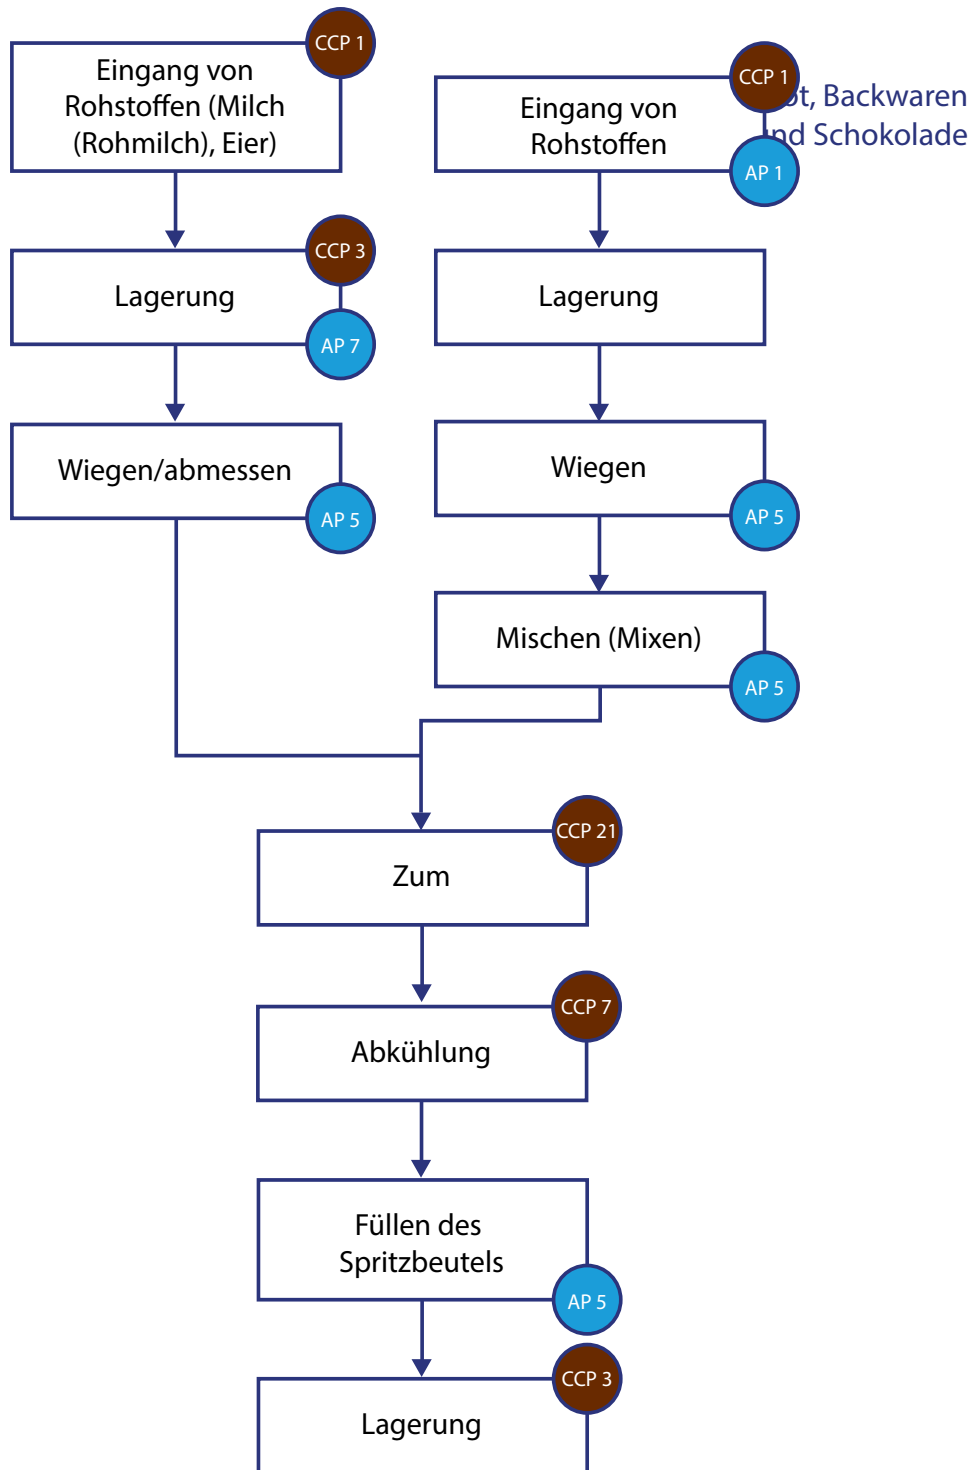 CCP 1
Eingang von
Rohstoffen (Milch
(Rohmilch), Eier)
CCP 1
Eingang von
Rohstoffen
Backwaren
Schokolade
AP 1
CCP 3
Lagerung
AP 7
Lagerung
Wiegen/abmessen
AP 5
Wiegen
AP 5
Mischen (Mixen)
AP 5
CCP 21
Zum
CCP 7
Abkühlung
Füllen des
Spritzbeutels
AP 5
CCP 3
Lagerung